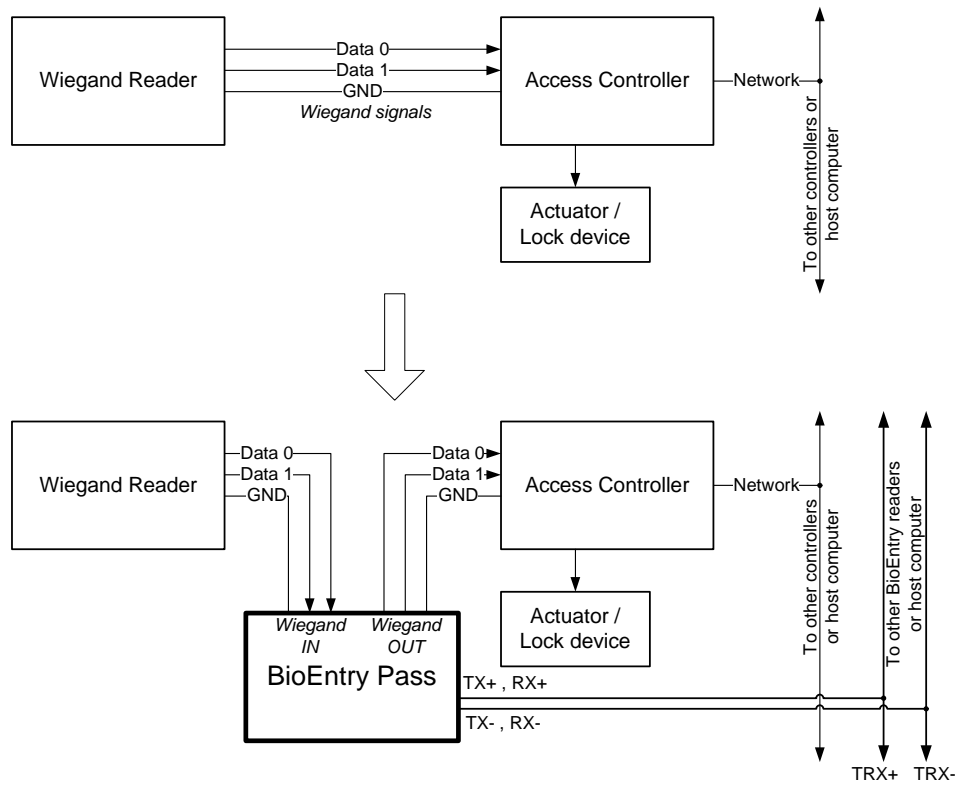 Wiegand Reader
Data 0
Data 1
GND
Wiegand signals
Access Controller
Network
To other controllers or
host computer
Actuator /
Lock device
Wiegand Reader
Data 0
Data 1
GND
Data 0
Data 1
GND
Access Controller
Network
To other controllers
or host computer
To other BioEntry readers
or host computer
Actuator /
Lock device
Wiegand
IN
Wiegand
OUT
BioEntry Pass
TX+ , RX+
TX- , RX-
TRX+
TRX-